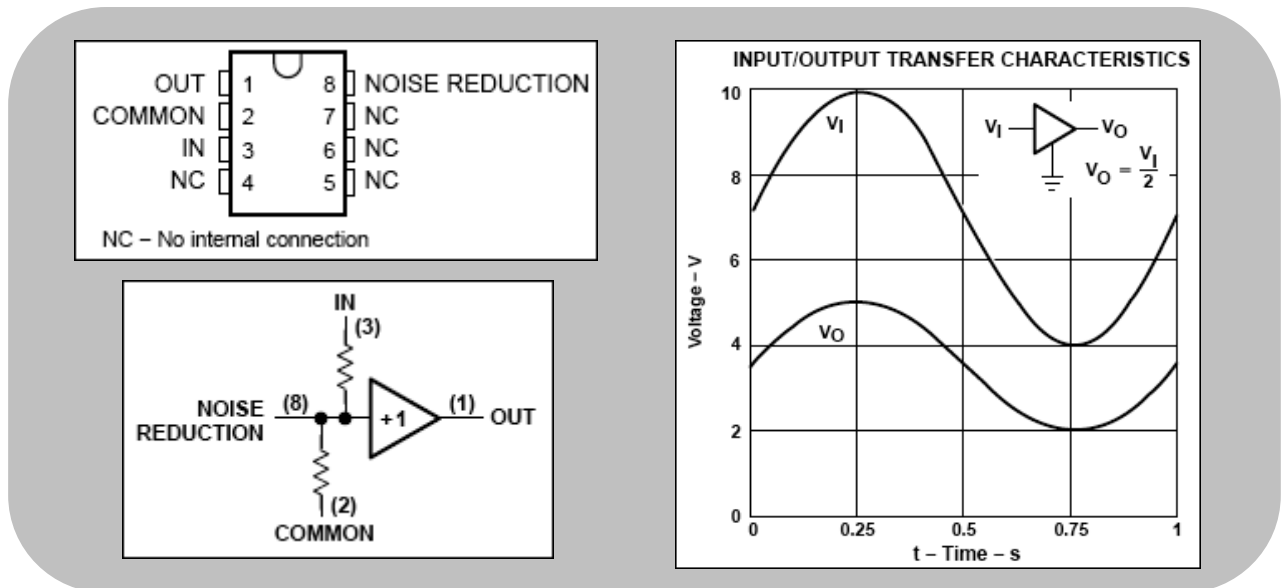 OUT 1 8 NOISE REDUCTION
COMMON 2 7 NC
IN 3 6 NC
NC 4 5 NC
NC – No internal connection
IN
(3)
NOISE REDUCTION
(8)
+1
(1)
OUT
(2)
COMMON
INPUT/OUTPUT TRANSFER CHARACTERISTICS
10
8
6
4
2
0
Voltage – V
VI
VO
VI
VO
VO = VI/2
0 0.25 0.5 0.75 1
t – Time – s